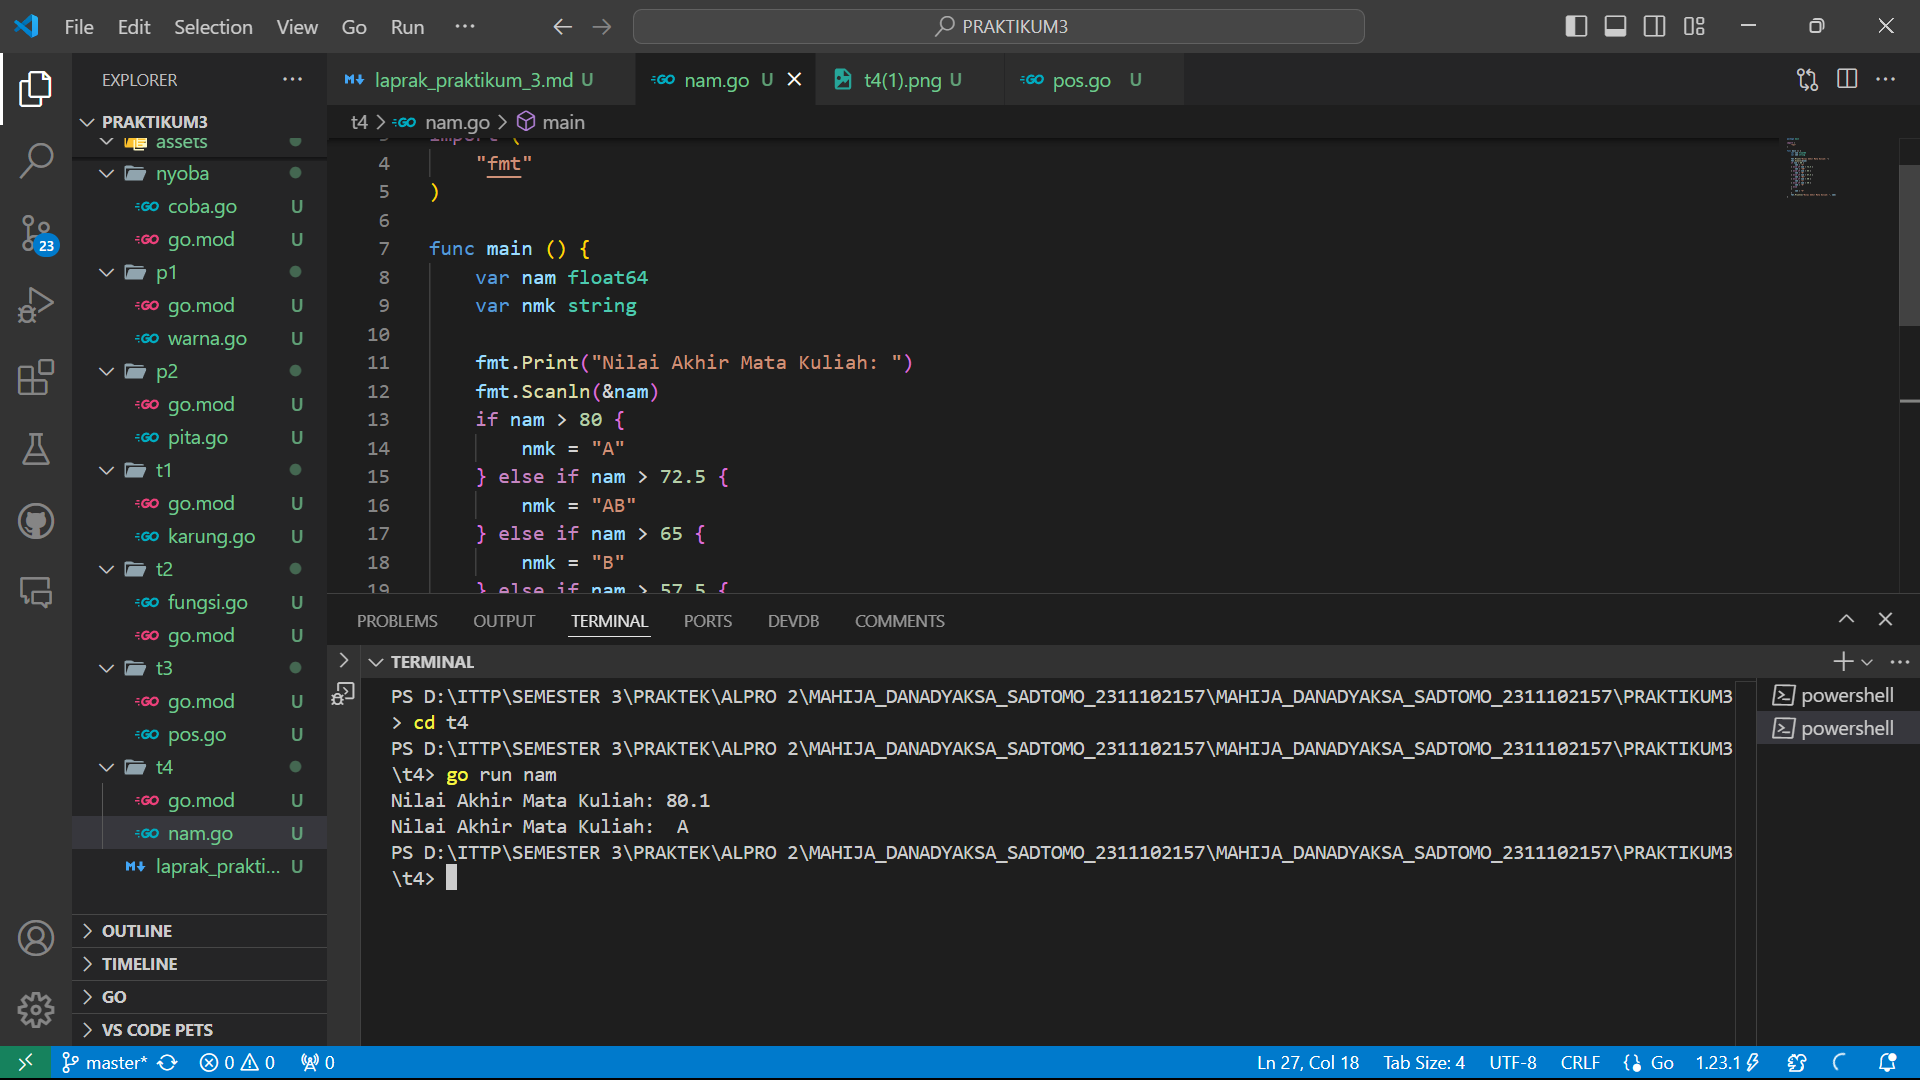 File Edit Selection View Go Run ··· PRAKTIKUM3
EXPLORER
PRAKTIKUM3
assets
nyoba
coba.go U
go.mod U
p1
go.mod U
warna.go U
p2
go.mod U
pita.go U
t1
go.mod U
karung.go U
t2
fungsi.go U
go.mod U
t3
go.mod U
pos.go U
t4
go.mod U
nam.go U
laprak_prakti... U
OUTLINE
TIMELINE
GO
VS CODE PETS
23
laprak_praktikum_3.md U nam.go U t4(1).png U pos.go U
t4 > nam.go > main
3 import (
4 "fmt"
5 )
6
7 func main () {
8 var nam float64
9 var nmk string
10
11 fmt.Print("Nilai Akhir Mata Kuliah: ")
12 fmt.Scanln(&nam)
13 if nam > 80 {
14 nmk = "A"
15 } else if nam > 72.5 {
16 nmk = "AB"
17 } else if nam > 65 {
18 nmk = "B"
19 } else if nam > 57.5 {
PROBLEMS OUTPUT TERMINAL PORTS DEVDB COMMENTS
TERMINAL
PS D:\ITTP\SEMESTER 3\PRAKTEK\ALPRO 2\MAHIJA_DANADYAKSA_SADTOMO_2311102157\MAHIJA_DANADYAKSA_SADTOMO_2311102157\PRAKTIKUM3
> cd t4
PS D:\ITTP\SEMESTER 3\PRAKTEK\ALPRO 2\MAHIJA_DANADYAKSA_SADTOMO_2311102157\MAHIJA_DANADYAKSA_SADTOMO_2311102157\PRAKTIKUM3
\t4> go run nam
Nilai Akhir Mata Kuliah: 80.1
Nilai Akhir Mata Kuliah:  A
PS D:\ITTP\SEMESTER 3\PRAKTEK\ALPRO 2\MAHIJA_DANADYAKSA_SADTOMO_2311102157\MAHIJA_DANADYAKSA_SADTOMO_2311102157\PRAKTIKUM3
\t4>
powershell
powershell
master* 0 0 0 Ln 27, Col 18 Tab Size: 4 UTF-8 CRLF {} Go 1.23.1